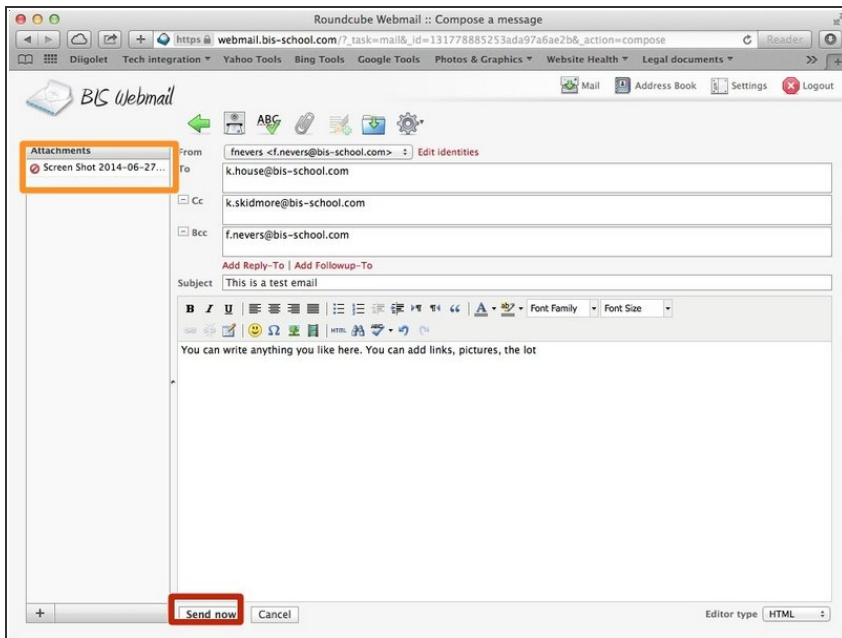 Roundcube Webmail :: Compose a message
https webmail.bis-school.com/?_task=mail&_id=131778885253ada97a6ae2b&_action=compose Reader
Diigolet Tech integration Yahoo Tools Bing Tools Google Tools Photos & Graphics Website Health Legal documents
BIS Webmail
Mail Address Book Settings Logout
ABC
Attachments
Screen Shot 2014-06-27...
From fnevers <f.nevers@bis-school.com> Edit identities
To k.house@bis-school.com
Cc k.skidmore@bis-school.com
Bcc f.nevers@bis-school.com
Add Reply-To | Add Followup-To
Subject This is a test email
B I U A ab Font Family Font Size
Ω HTML
You can write anything you like here. You can add links, pictures, the lot
+ Send now Cancel Editor type HTML